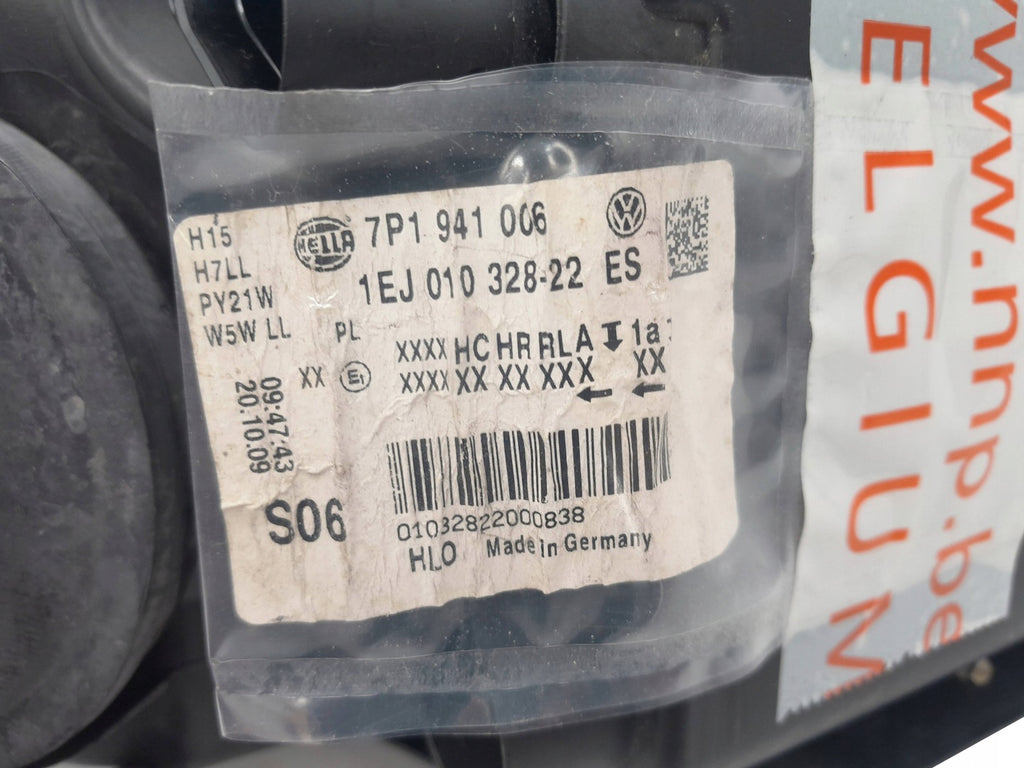 H15
H7LL
PY21W
W5W LL
PL
HELLA
7P1 941 006
1EJ 010 328-22 ES
XXXX HC HR RLA 1a
XX E1 XXXX XX XX XXX XX
09:47:43
20.10.09
S06
01032822000838
HLO Made in Germany
BELGIUM
www.nnp.be